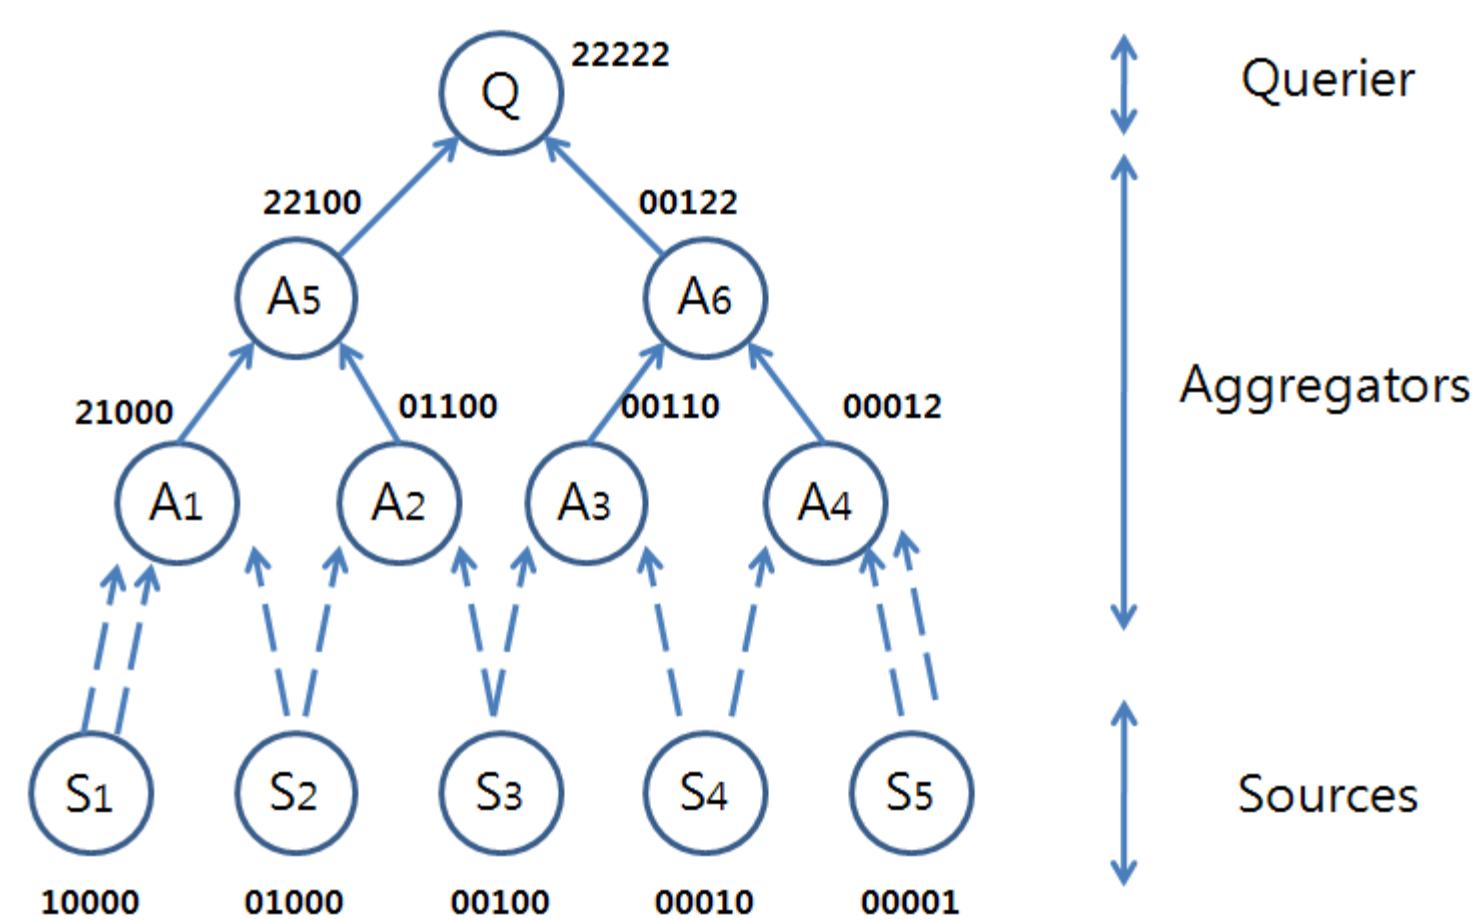 22222
Q
Querier
22100
00122
A5
A6
21000
01100
00110
00012
Aggregators
A1
A2
A3
A4
S1
S2
S3
S4
S5
Sources
10000
01000
00100
00010
00001